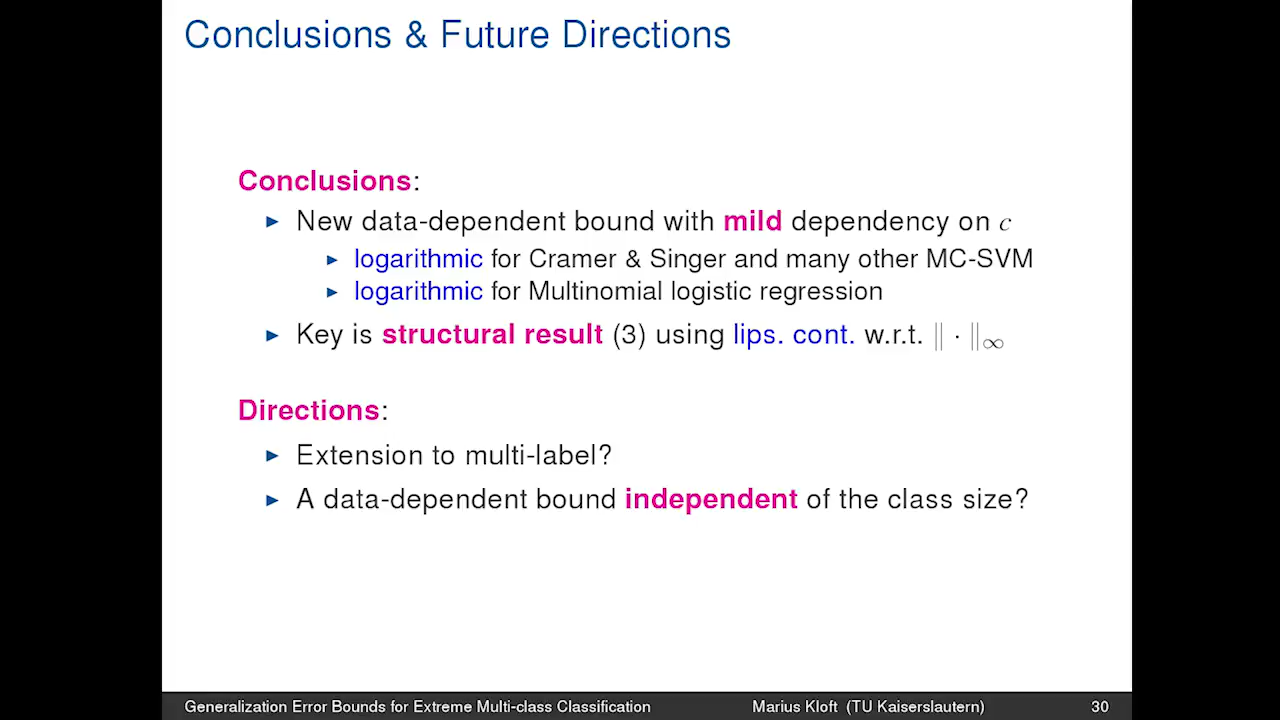 Conclusions & Future Directions
Conclusions:
▶ New data-dependent bound with mild dependency on c
▶ logarithmic for Cramer & Singer and many other MC-SVM
▶ logarithmic for Multinomial logistic regression
▶ Key is structural result (3) using lips. cont. w.r.t. ‖ · ‖∞
Directions:
▶ Extension to multi-label?
▶ A data-dependent bound independent of the class size?
Generalization Error Bounds for Extreme Multi-class Classification Marius Kloft (TU Kaiserslautern) 30